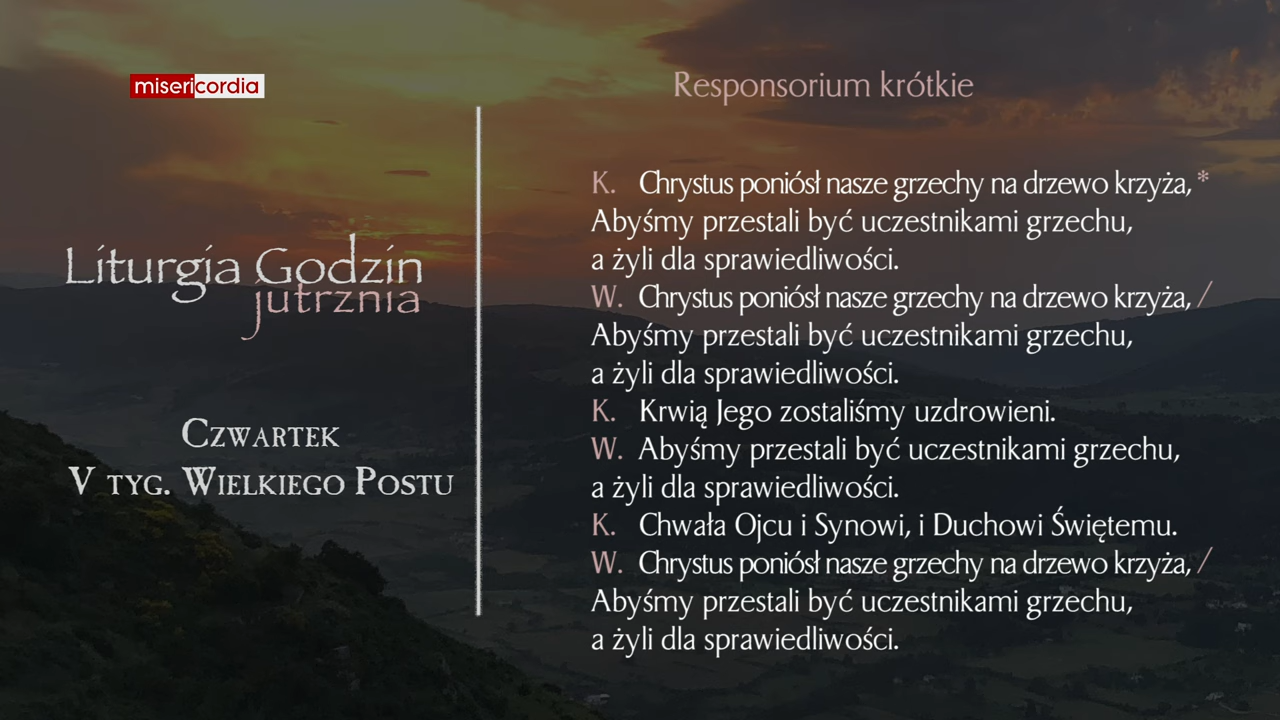 misericordia
Liturgia Godzin
jutrznia
Czwartek
V tyg. Wielkiego Postu
Responsorium krótkie
K. Chrystus poniósł nasze grzechy na drzewo krzyża, *
Abyśmy przestali być uczestnikami grzechu,
a żyli dla sprawiedliwości.
W. Chrystus poniósł nasze grzechy na drzewo krzyża, /
Abyśmy przestali być uczestnikami grzechu,
a żyli dla sprawiedliwości.
K. Krwią Jego zostaliśmy uzdrowieni.
W. Abyśmy przestali być uczestnikami grzechu,
a żyli dla sprawiedliwości.
K. Chwała Ojcu i Synowi, i Duchowi Świętemu.
W. Chrystus poniósł nasze grzechy na drzewo krzyża, /
Abyśmy przestali być uczestnikami grzechu,
a żyli dla sprawiedliwości.